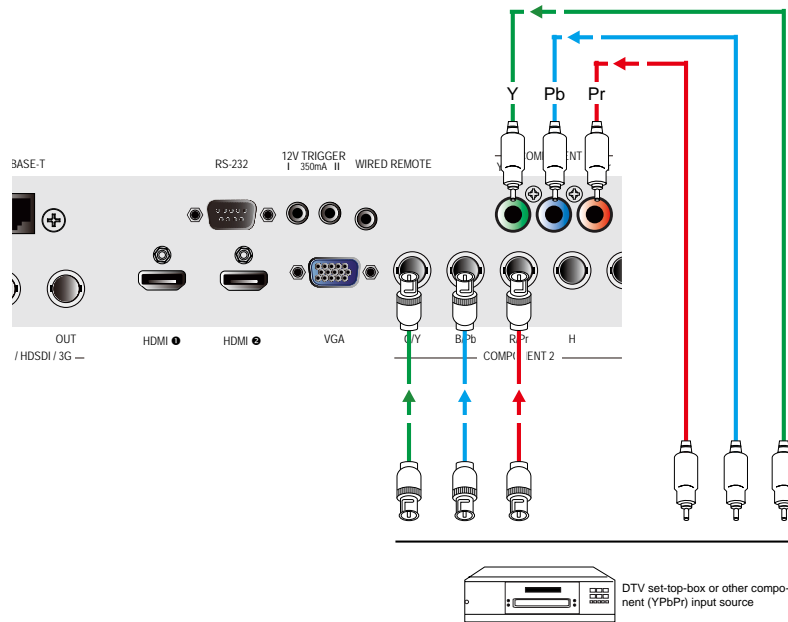 Y Pb Pr
BASE-T
RS-232
12V TRIGGER
I 350mA II
WIRED REMOTE
OUT
/ HDSDI / 3G
HDMI ❶
HDMI ❷
VGA
B/Pb
R/Pr
H
COMPONENT 2
DTV set-top-box or other compo-
nent (YPbPr) input source